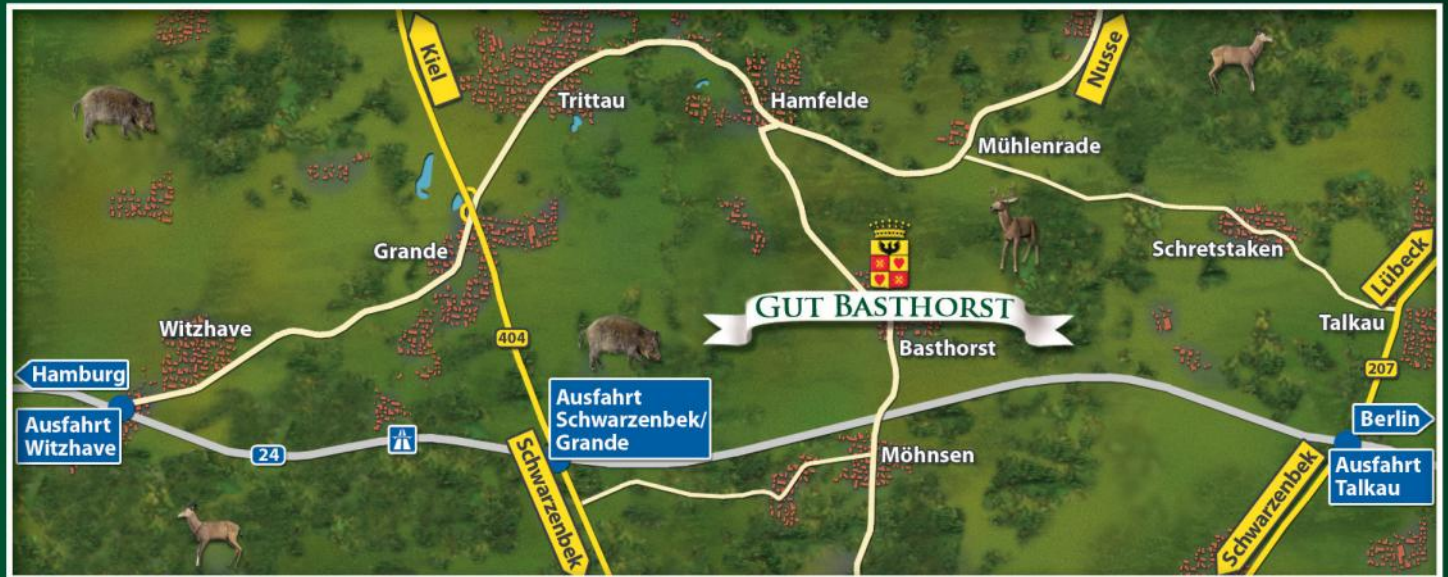 Kiel
Nusse
Trittau
Hamfelde
Mühlenrade
Grande
Schretstaken
Lübeck
GUT BASTHORST
Witzhave
404
Basthorst
Talkau
207
Hamburg
Ausfahrt
Witzhave
24
Ausfahrt
Schwarzenbek/
Grande
Schwarzenbek
Möhnsen
Berlin
Ausfahrt
Talkau
Schwarzenbek